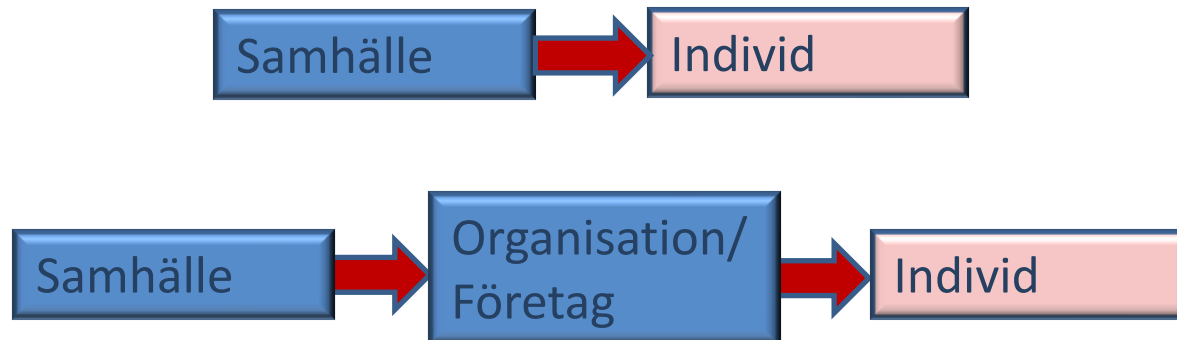 Samhälle
Individ
Samhälle
Organisation/
Företag
Individ